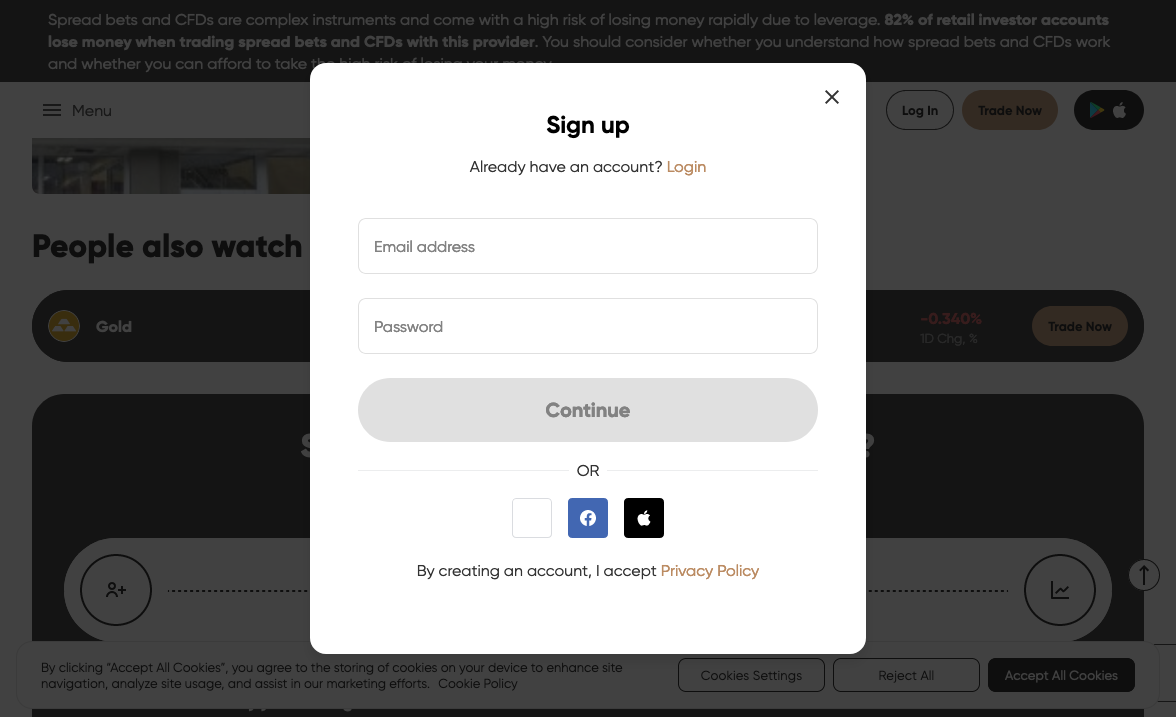 Spread bets and CFDs are complex instruments and come with a high risk of losing money rapidly due to leverage. 82% of retail investor accounts
lose money when trading spread bets and CFDs with this provider. You should consider whether you understand how spread bets and CFDs work
and whether you can afford to take the high risk of losing your money.
Menu
Log In
Trade Now
Sign up
Already have an account? Login
People also watch
Email address
Gold
Password
-0.340%
1D Chg, %
Trade Now
Continue
S
?
OR
By creating an account, I accept Privacy Policy
By clicking “Accept All Cookies”, you agree to the storing of cookies on your device to enhance site
navigation, analyze site usage, and assist in our marketing efforts. Cookie Policy
Cookies Settings
Reject All
Accept All Cookies